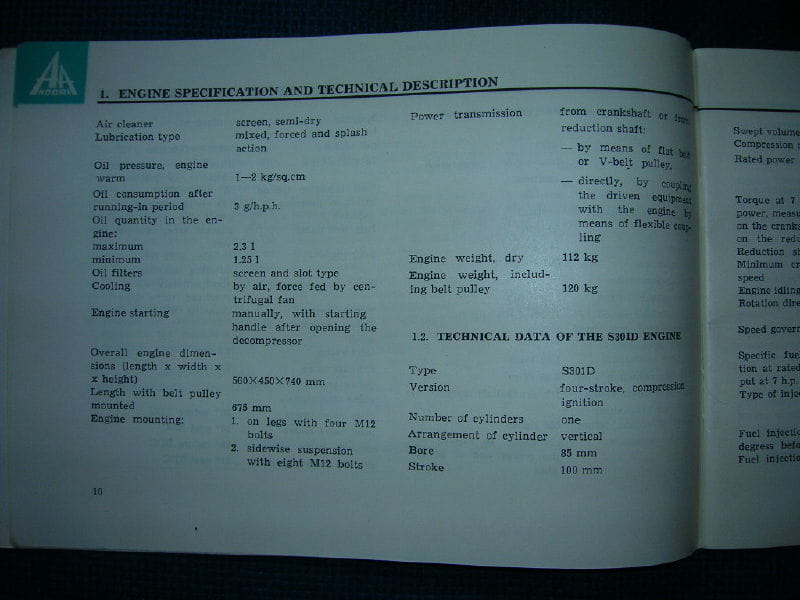 ANDORIA
1. ENGINE SPECIFICATION AND TECHNICAL DESCRIPTION
Air cleaner screen, semi-dry
Lubrication type mixed, forced and splash
action
Oil pressure, engine
warm 1—2 kg/sq.cm
Oil consumption after
running-in period 3 g/h.p.h.
Oil quantity in the en-
gine:
maximum 2.3 l
minimum 1.25 l
Oil filters screen and slot type
Cooling by air, force fed by cen-
trifugal fan
Engine starting manually, with starting
handle after opening the
decompressor
Overall engine dimen-
sions (length x width x
x height) 560×450×740 mm
Length with belt pulley
mounted 675 mm
Engine mounting: 1. on legs with four M12
bolts
2. sidewise suspension
with eight M12 bolts
10
Power transmission from crankshaft or from
reduction shaft:
— by means of flat belt
or V-belt pulley,
— directly, by coupling
the driven equipment
with the engine by
means of flexible coup-
ling
Engine weight, dry 112 kg
Engine weight, includ-
ing belt pulley 120 kg
1.2. TECHNICAL DATA OF THE S301D ENGINE
Type S301D
Version four-stroke, compression
ignition
Number of cylinders one
Arrangement of cylinder vertical
Bore 85 mm
Stroke 100 mm
Swept volume
Compression
Rated power
Torque at 7
power, measu
on the cranks
on the redu
Reduction sh
Minimum cr
speed
Engine idling
Rotation dire
Speed govern
Specific fue
tion at rated
put at 7 h.p.
Type of inje
Fuel injectio
degress befo
Fuel injectio